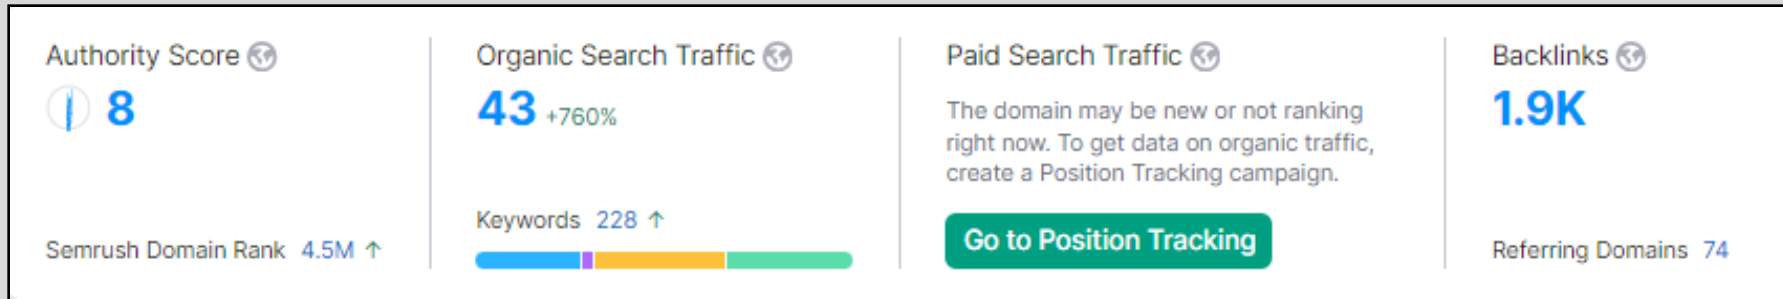 Authority Score
8
Semrush Domain Rank 4.5M ↑
Organic Search Traffic
43 +760%
Keywords 228 ↑
Paid Search Traffic
The domain may be new or not ranking
right now. To get data on organic traffic,
create a Position Tracking campaign.
Go to Position Tracking
Backlinks
1.9K
Referring Domains 74